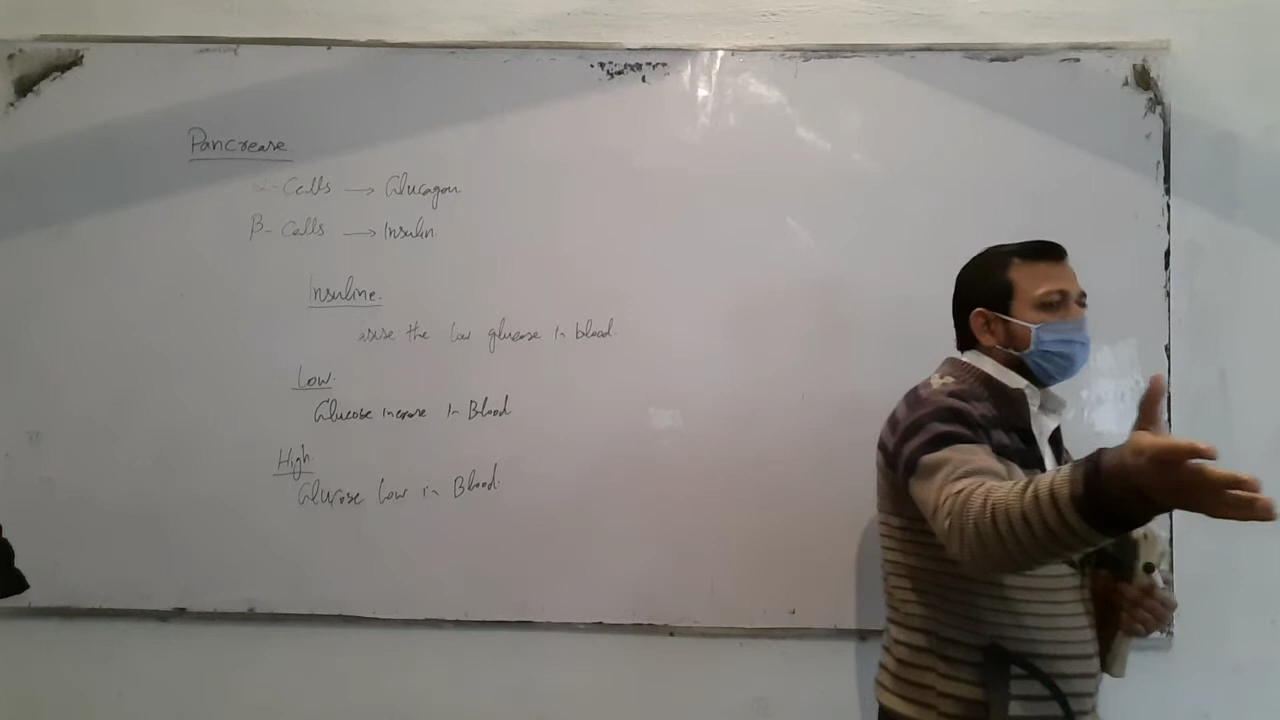 Pancrease
α-Cells → Glucagon
β- Cells → Insulin.
Insuline.
the low glucose in blood.
Low.
Glucose increase in Blood
High.
Glucose Low in Blood.